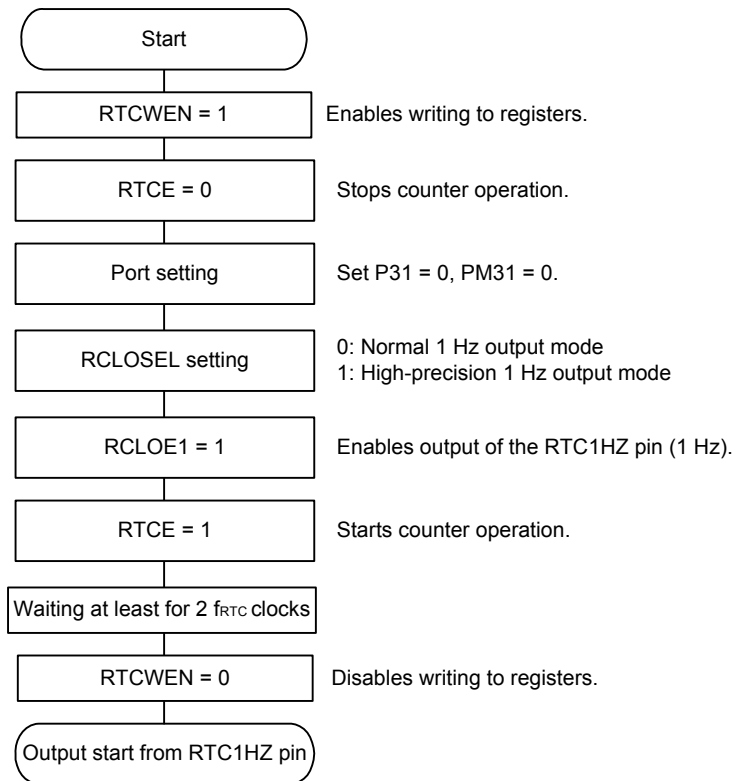 Start
RTCWEN = 1
Enables writing to registers.
RTCE = 0
Stops counter operation.
Port setting
Set P31 = 0, PM31 = 0.
RCLOSEL setting
0: Normal 1 Hz output mode
1: High-precision 1 Hz output mode
RCLOE1 = 1
Enables output of the RTC1HZ pin (1 Hz).
RTCE = 1
Starts counter operation.
Waiting at least for 2 fRTC clocks
RTCWEN = 0
Disables writing to registers.
Output start from RTC1HZ pin